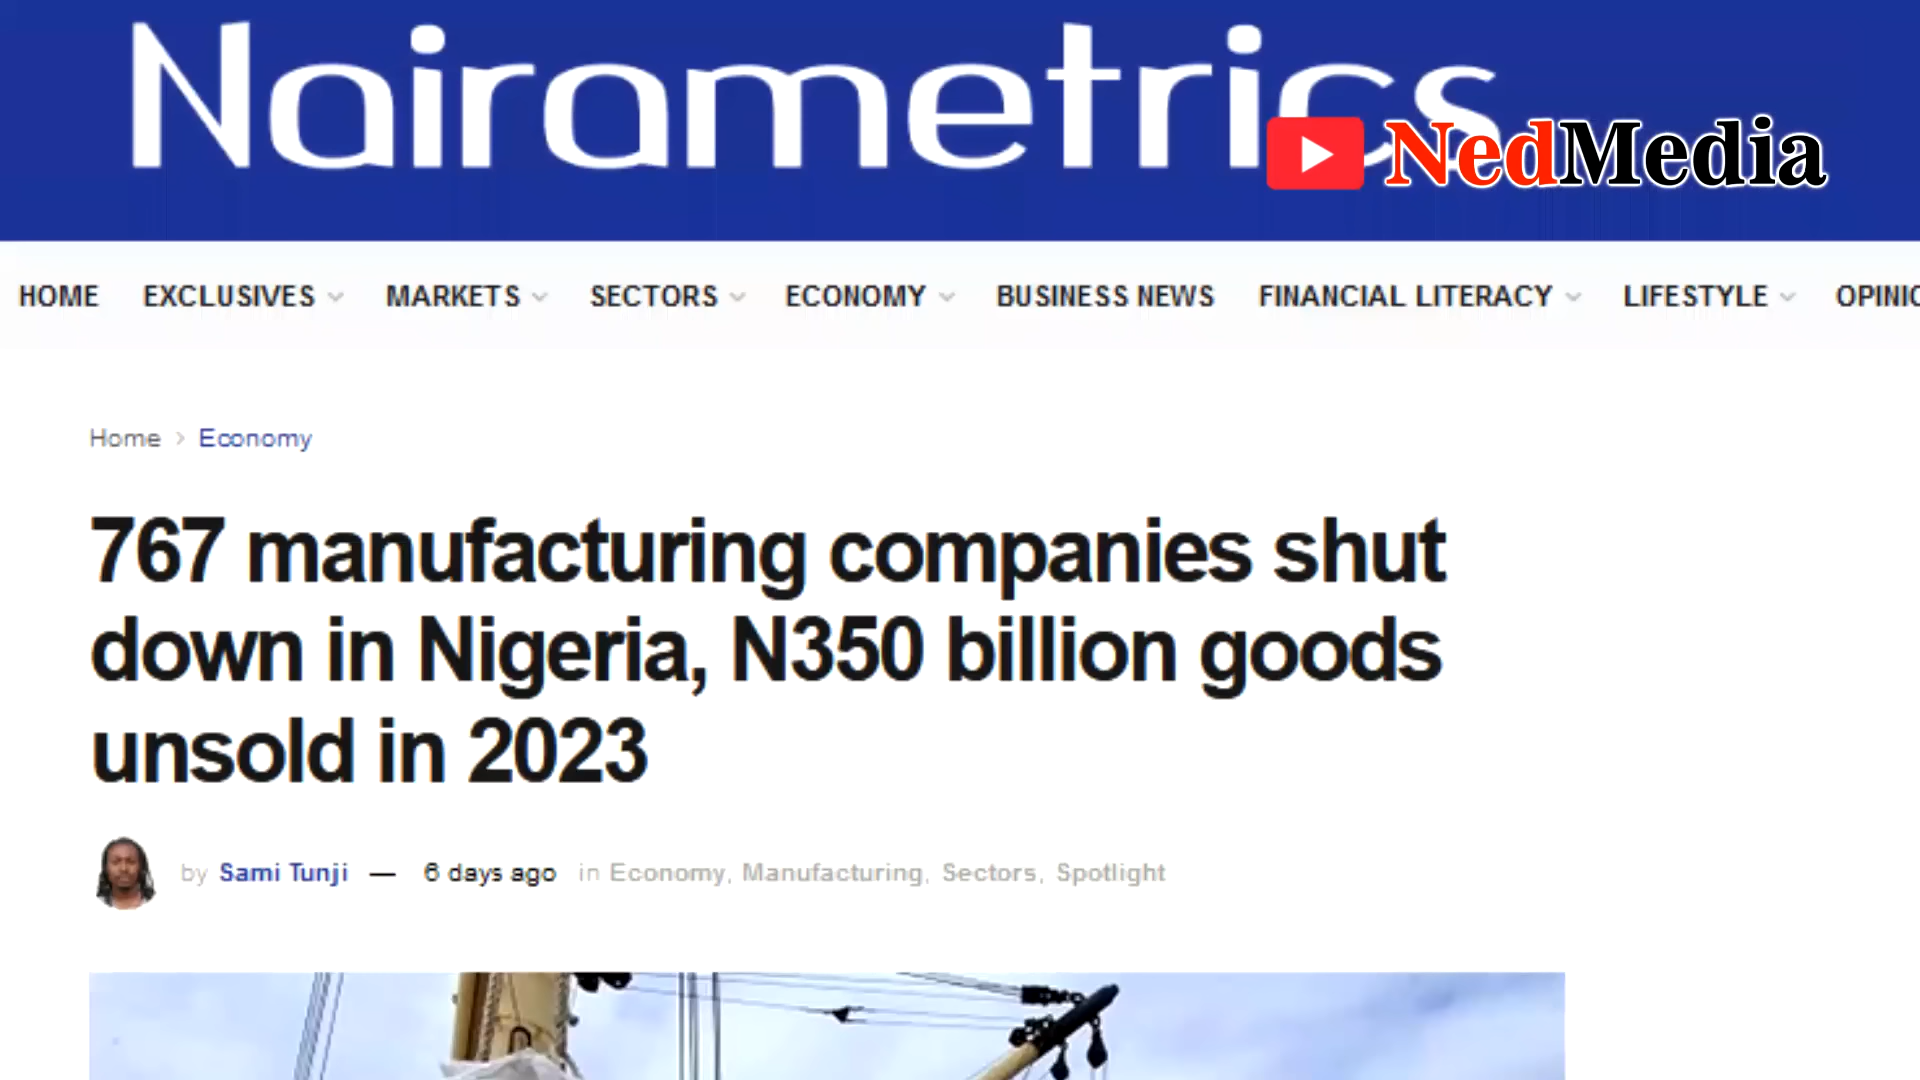 Nairametrics
NedMedia
HOME EXCLUSIVES MARKETS SECTORS ECONOMY BUSINESS NEWS FINANCIAL LITERACY LIFESTYLE OPINIO
Home > Economy
767 manufacturing companies shut
down in Nigeria, N350 billion goods
unsold in 2023
by Sami Tunji — 6 days ago in Economy, Manufacturing, Sectors, Spotlight